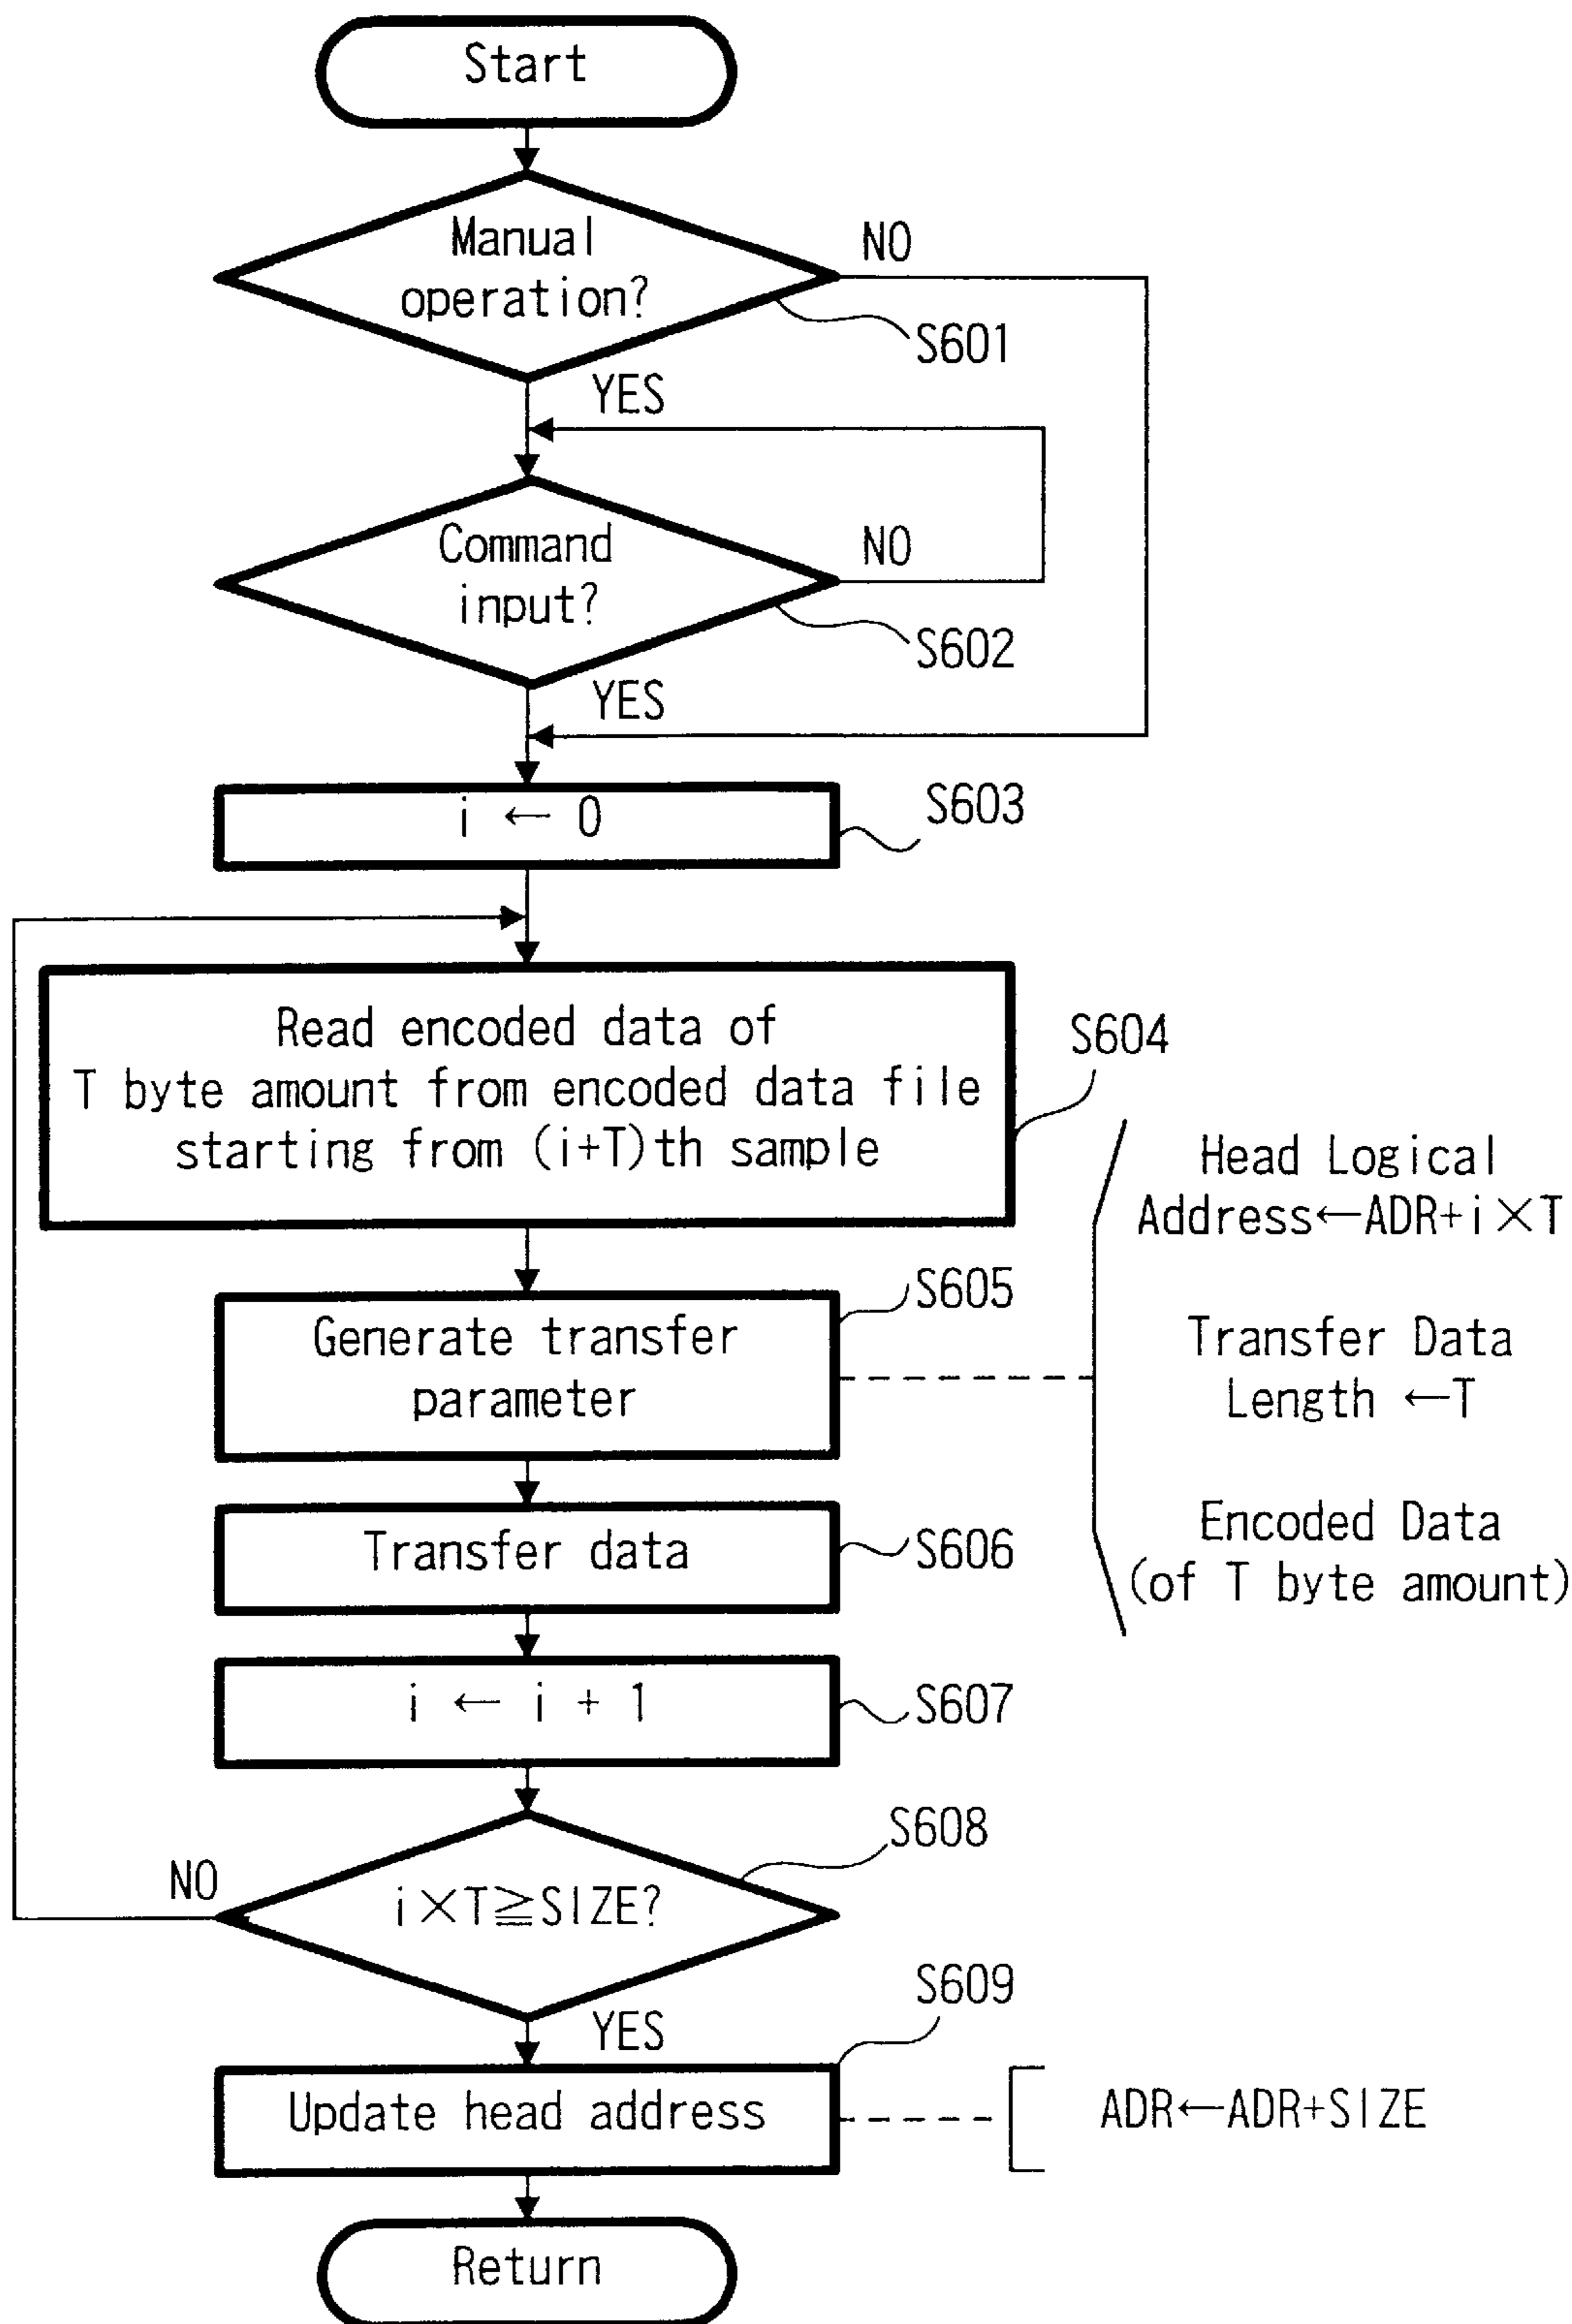 Start
Manual
operation?
NO
S601
YES
Command
input?
NO
S602
YES
i ← 0
S603
Read encoded data of
T byte amount from encoded data file
starting from (i+T)th sample
S604
Head Logical
Address←ADR+i×T
Generate transfer
parameter
S605
Transfer Data
Length ←T
Encoded Data
(of T byte amount)
Transfer data
S606
i ← i + 1
S607
S608
NO
i×T≧SIZE?
YES
S609
Update head address
ADR←ADR+SIZE
Return